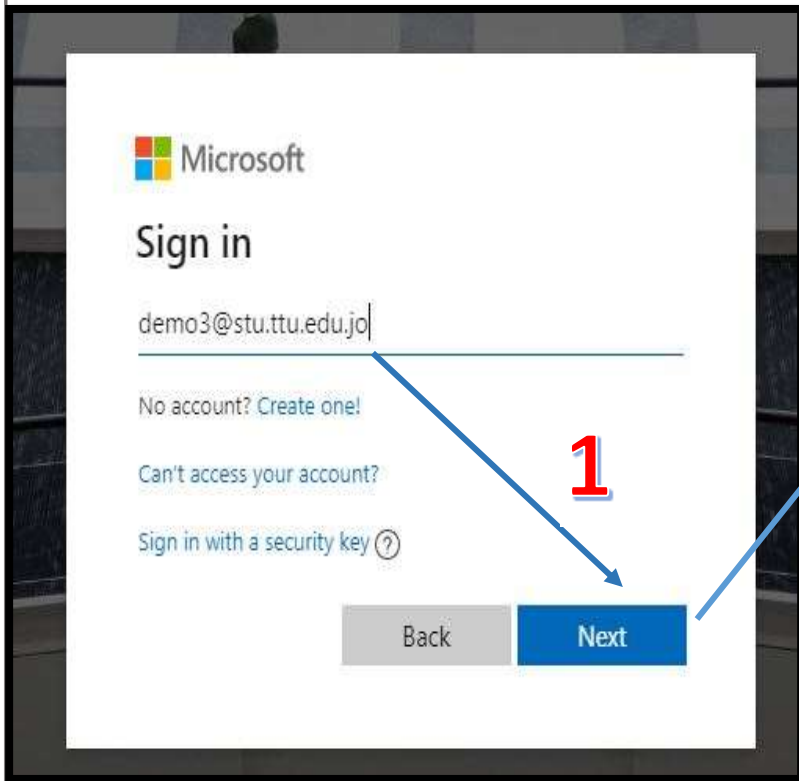 Microsoft
Sign in
demo3@stu.ttu.edu.jo
No account? Create one!
Can't access your account?
1
Sign in with a security key ?
Back Next